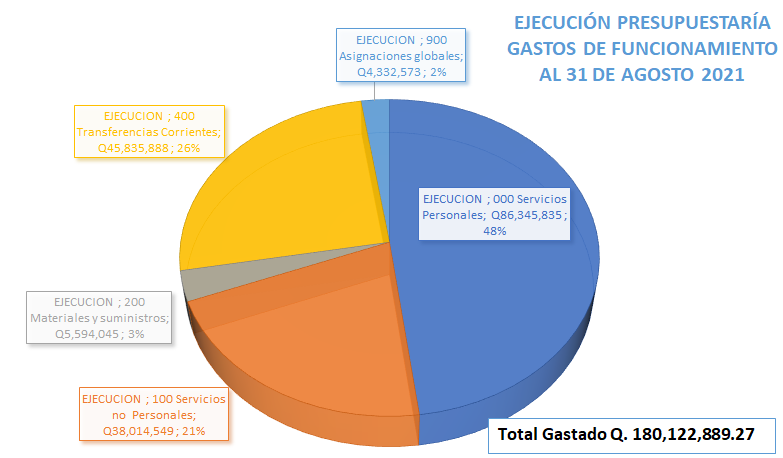 EJECUCIÓN PRESUPUESTARÍA
GASTOS DE FUNCIONAMIENTO
AL 31 DE AGOSTO 2021
EJECUCION ; 900
Asignaciones globales;
Q4,332,573 ; 2%
EJECUCION ; 400
Transferencias Corrientes;
Q45,835,888 ; 26%
EJECUCION ; 000 Servicios
Personales; Q86,345,835 ;
48%
EJECUCION ; 200
Materiales y suministros;
Q5,594,045 ; 3%
EJECUCION ; 100 Servicios
no Personales;
Q38,014,549 ; 21%
Total Gastado Q. 180,122,889.27